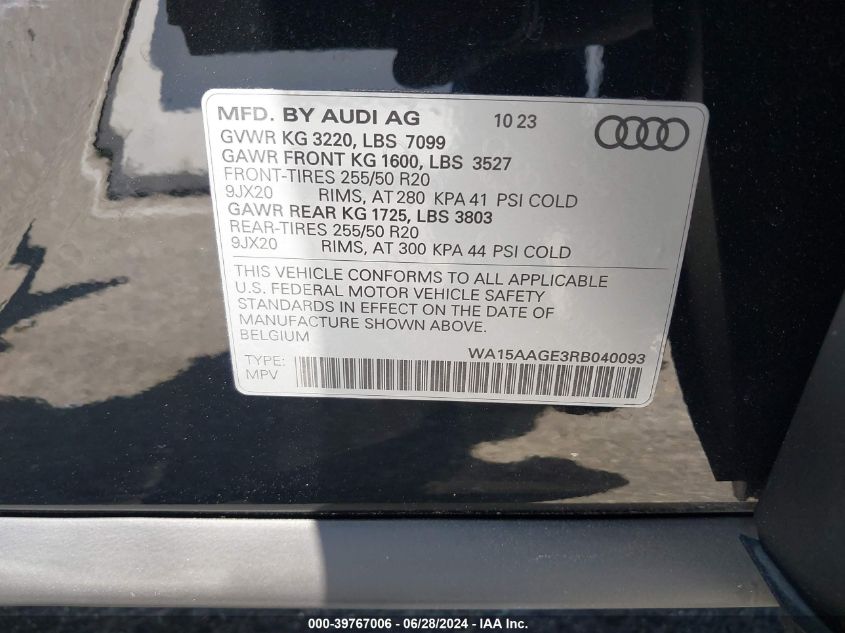 MFD. BY AUDI AG 10 23
GVWR KG 3220, LBS 7099
GAWR FRONT KG 1600, LBS 3527
FRONT-TIRES 255/50 R20
9JX20 RIMS, AT 280 KPA 41 PSI COLD
GAWR REAR KG 1725, LBS 3803
REAR-TIRES 255/50 R20
9JX20 RIMS, AT 300 KPA 44 PSI COLD
THIS VEHICLE CONFORMS TO ALL APPLICABLE
U.S. FEDERAL MOTOR VEHICLE SAFETY
STANDARDS IN EFFECT ON THE DATE OF
MANUFACTURE SHOWN ABOVE.
BELGIUM
WA15AAGE3RB040093
TYPE:
MPV
000-39767006 - 06/28/2024 - IAA Inc.